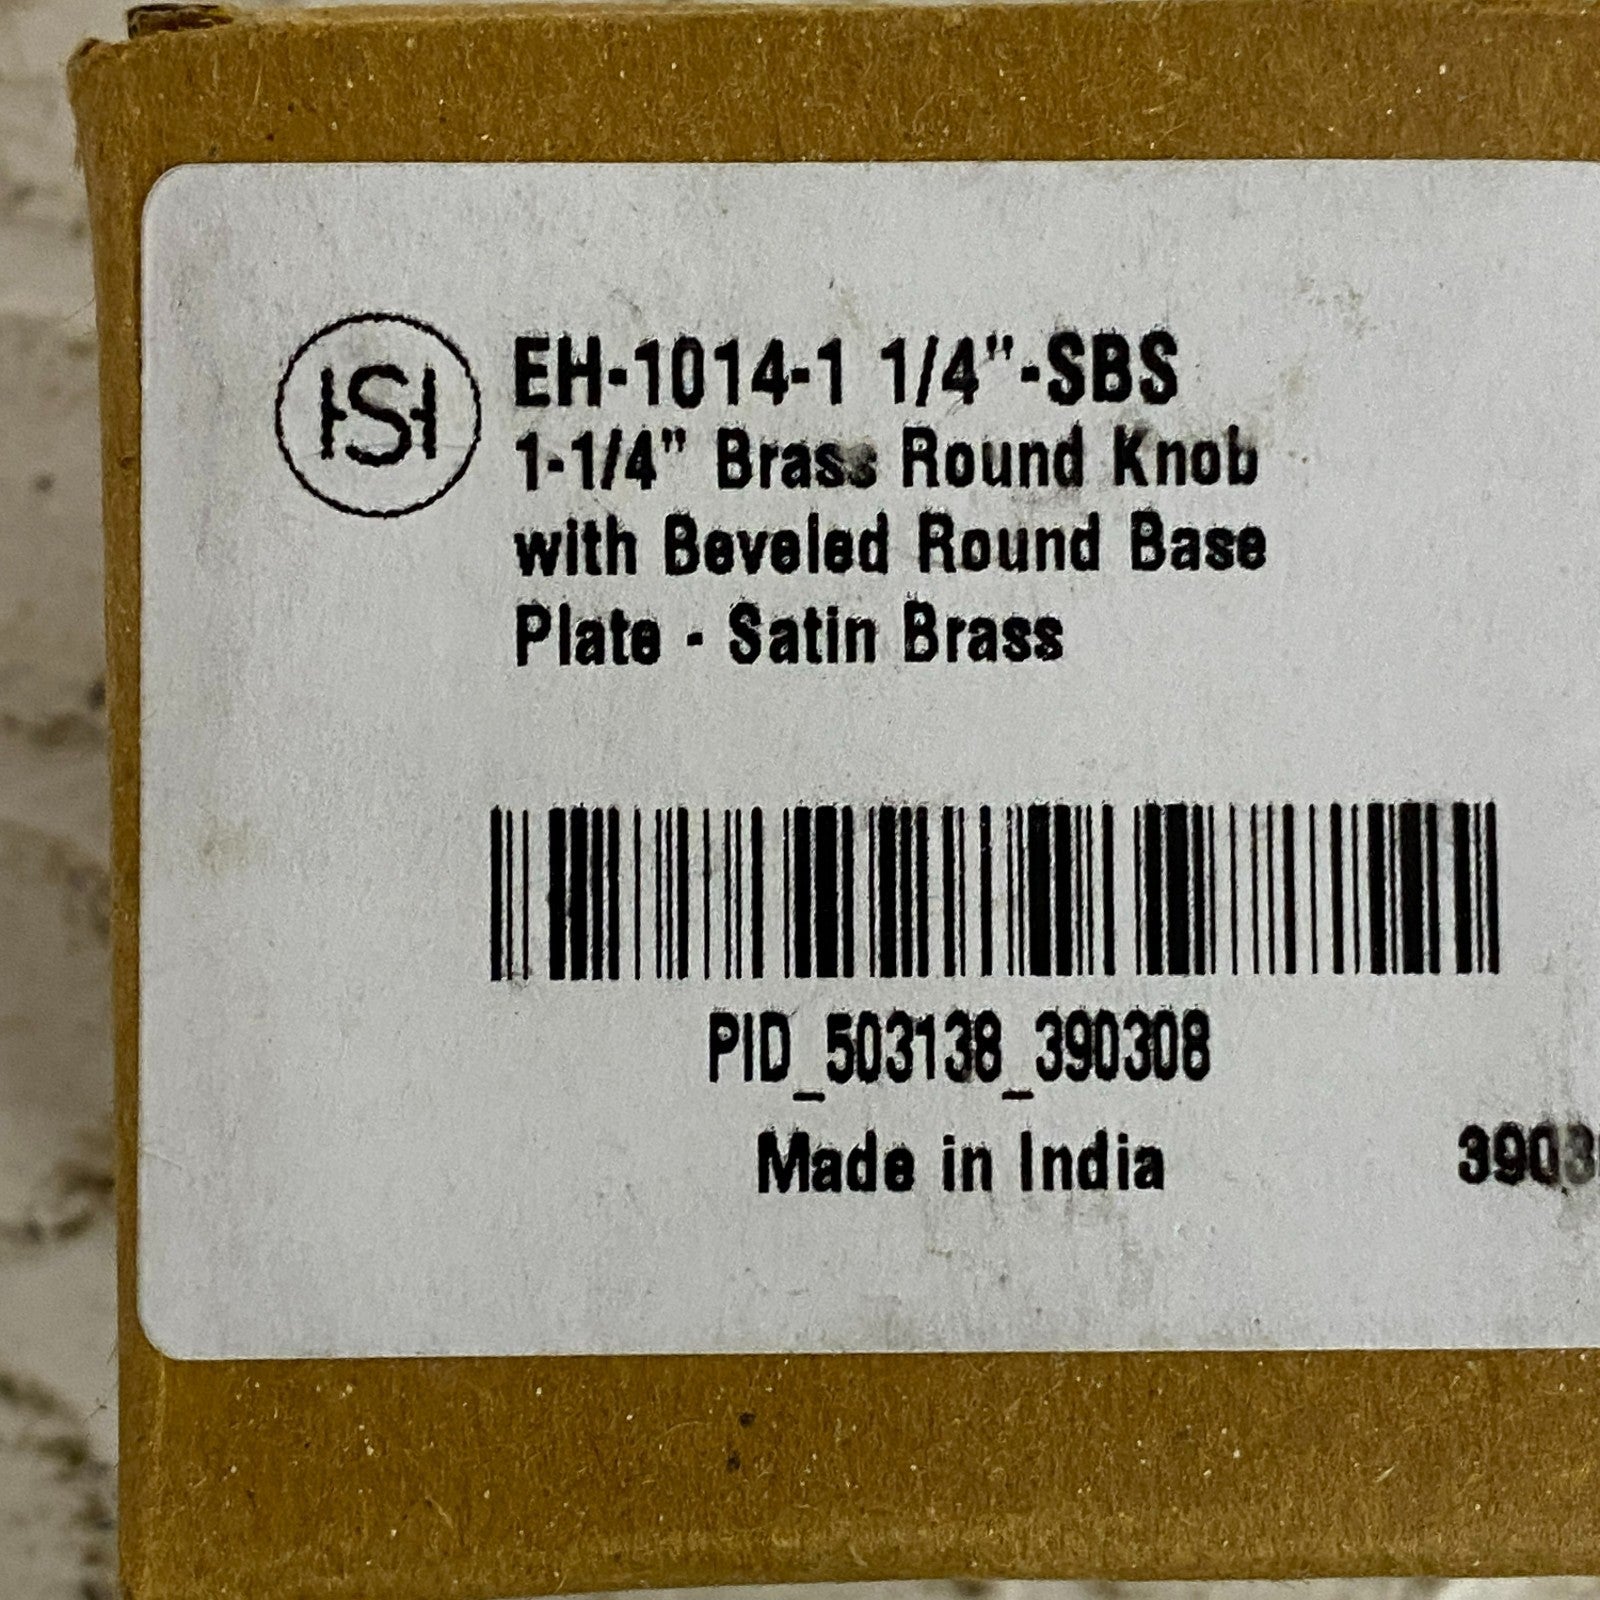 HSH
EH-1014-1 1/4"-SBS
1-1/4" Brass Round Knob
with Beveled Round Base
Plate - Satin Brass
PID_503138_390308
Made in India